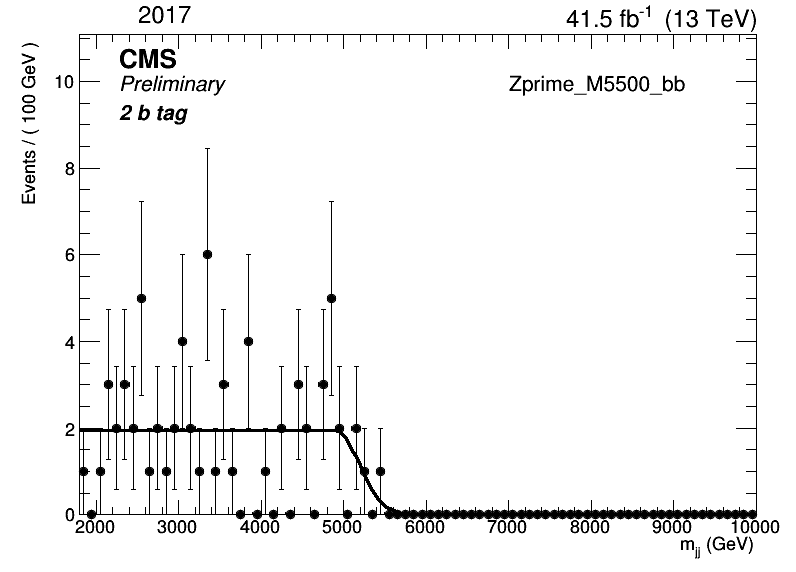 2017
41.5 fb⁻¹ (13 TeV)
CMS
Preliminary
2 b tag
Zprime_M5500_bb
Events / ( 100 GeV )
10
8
6
4
2
0
2000 3000 4000 5000 6000 7000 8000 9000 10000
m_jj (GeV)